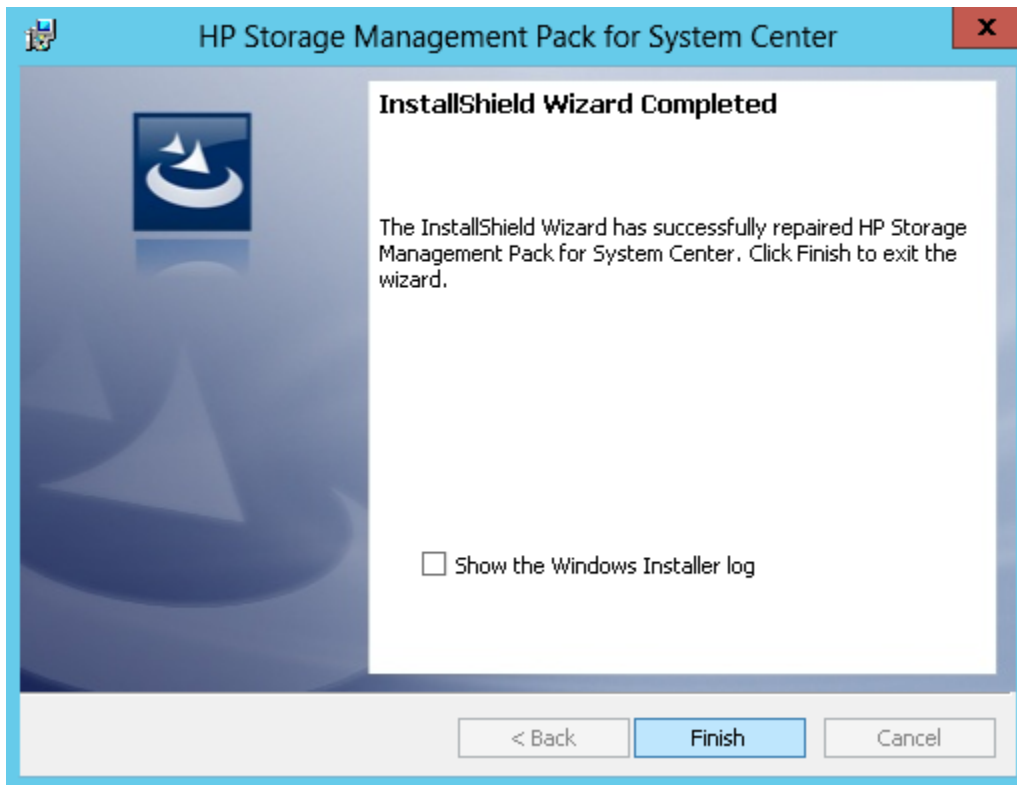 HP Storage Management Pack for System Center
x
InstallShield Wizard Completed
The InstallShield Wizard has successfully repaired HP Storage
Management Pack for System Center. Click Finish to exit the
wizard.
Show the Windows Installer log
< Back
Finish
Cancel